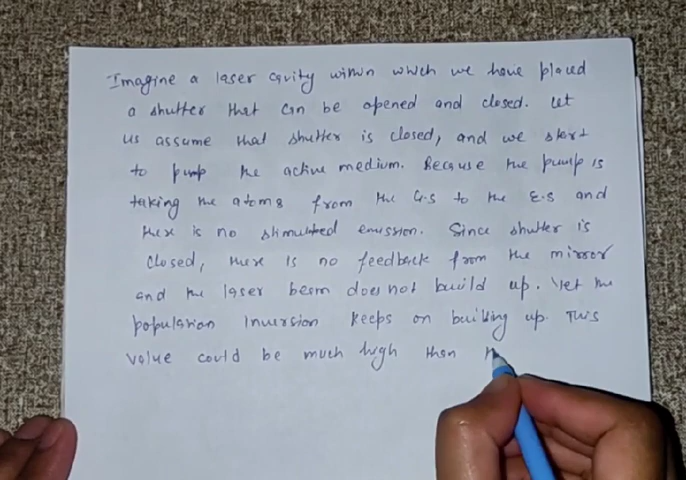 Imagine a laser cavity within which we have placed
a shutter that can be opened and closed. Let
us assume that shutter is closed, and we start
to pump the active medium. Because the pump is
taking the atoms from the G.S to the E.S and
there is no stimulated emission. Since shutter is
closed, there is no feedback from the mirror
and the laser beam does not build up. Yet the
population Inversion keeps on builing up. This
value could be much high than